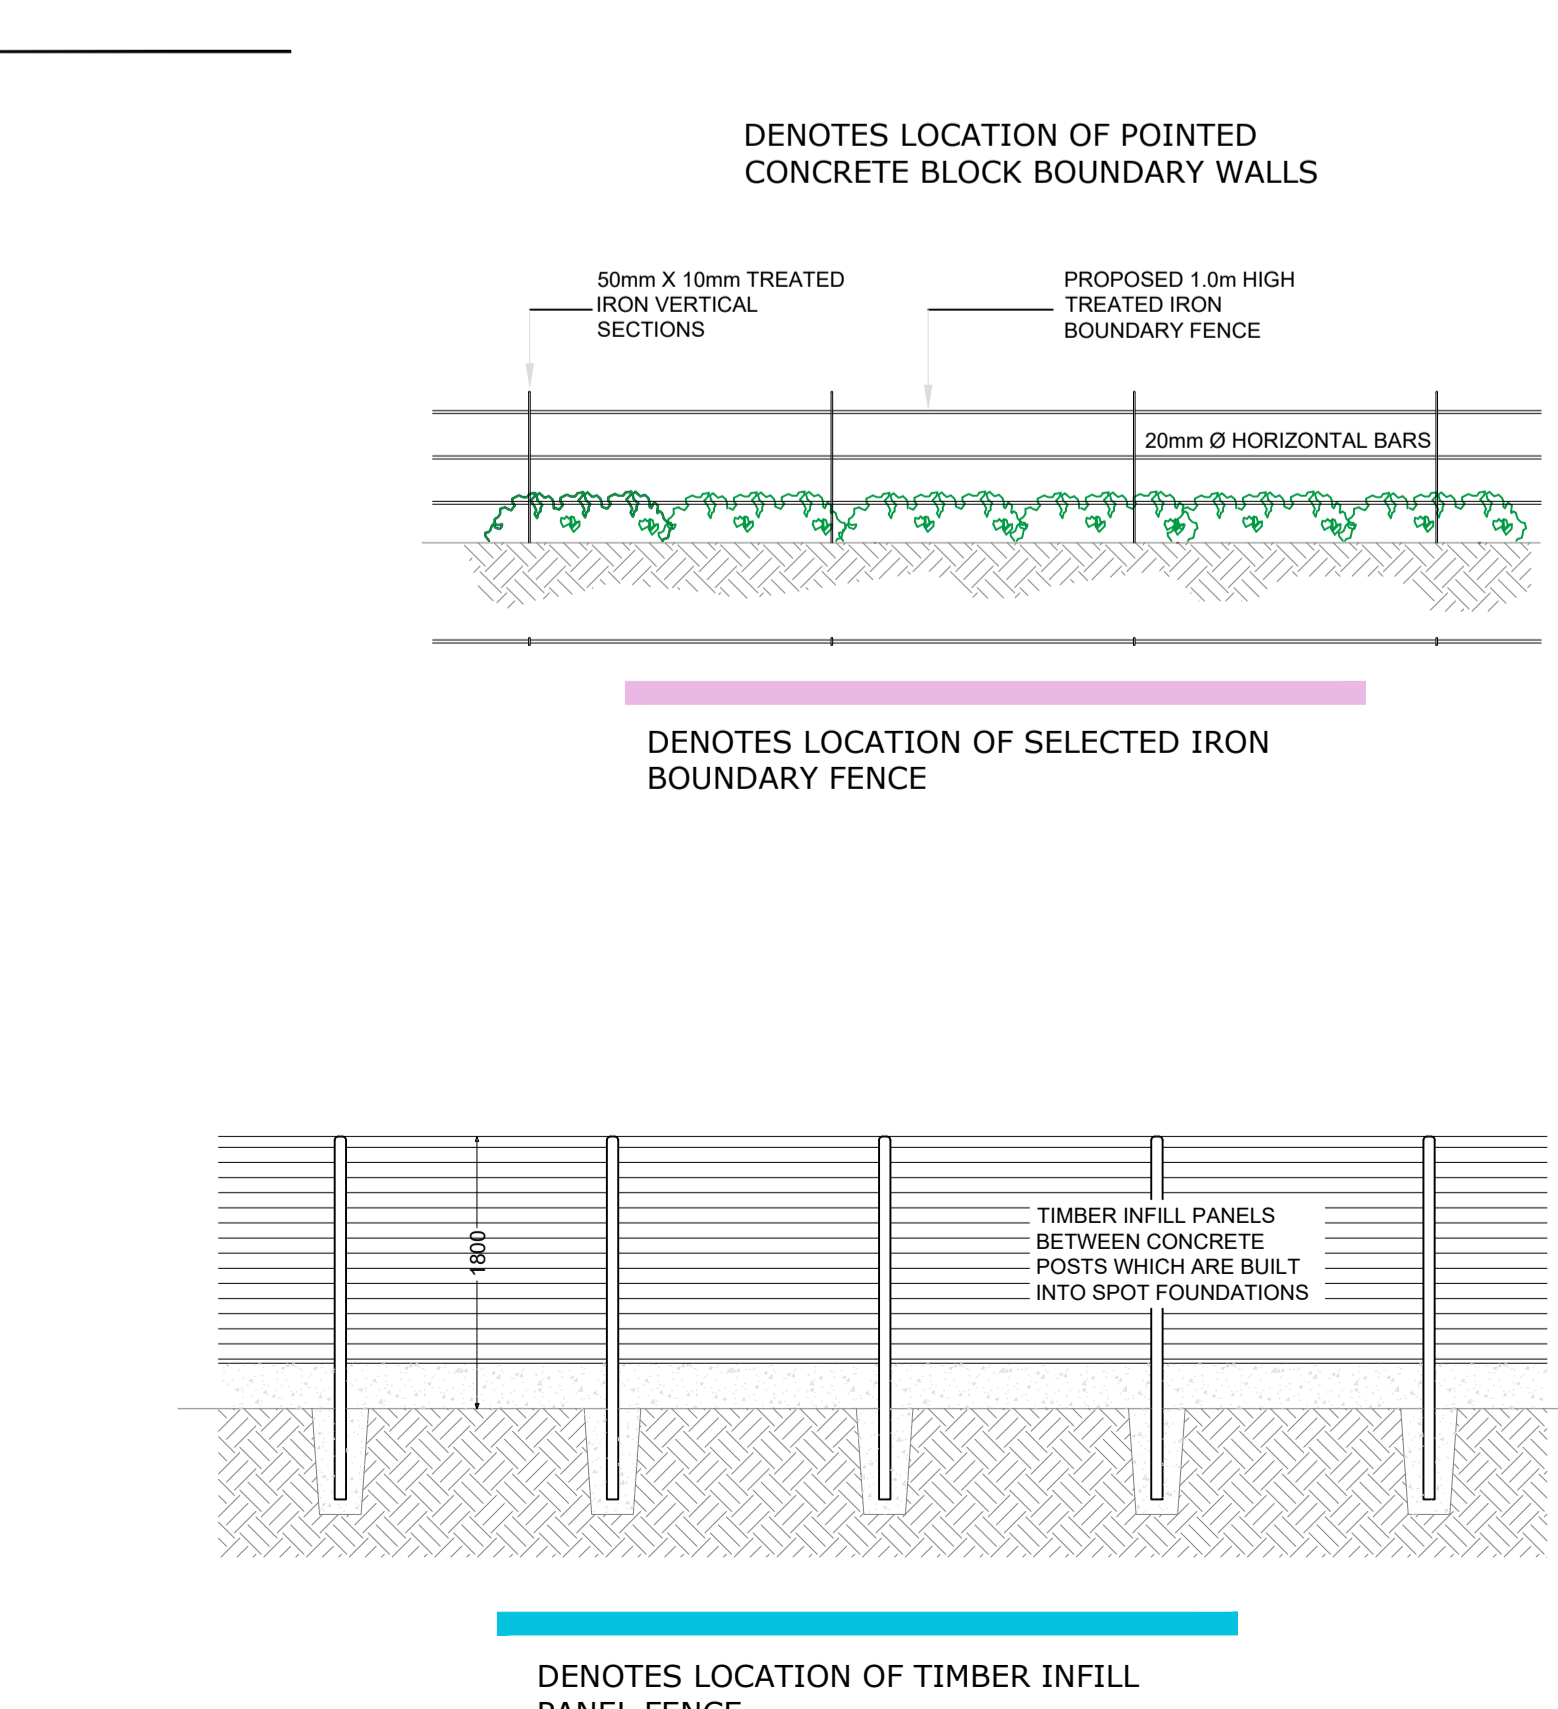 DENOTES LOCATION OF POINTED
CONCRETE BLOCK BOUNDARY WALLS
50mm X 10mm TREATED
IRON VERTICAL
SECTIONS
PROPOSED 1.0m HIGH
TREATED IRON
BOUNDARY FENCE
20mm Ø HORIZONTAL BARS
DENOTES LOCATION OF SELECTED IRON
BOUNDARY FENCE
1800
TIMBER INFILL PANELS
BETWEEN CONCRETE
POSTS WHICH ARE BUILT
INTO SPOT FOUNDATIONS
DENOTES LOCATION OF TIMBER INFILL
PANEL FENCE